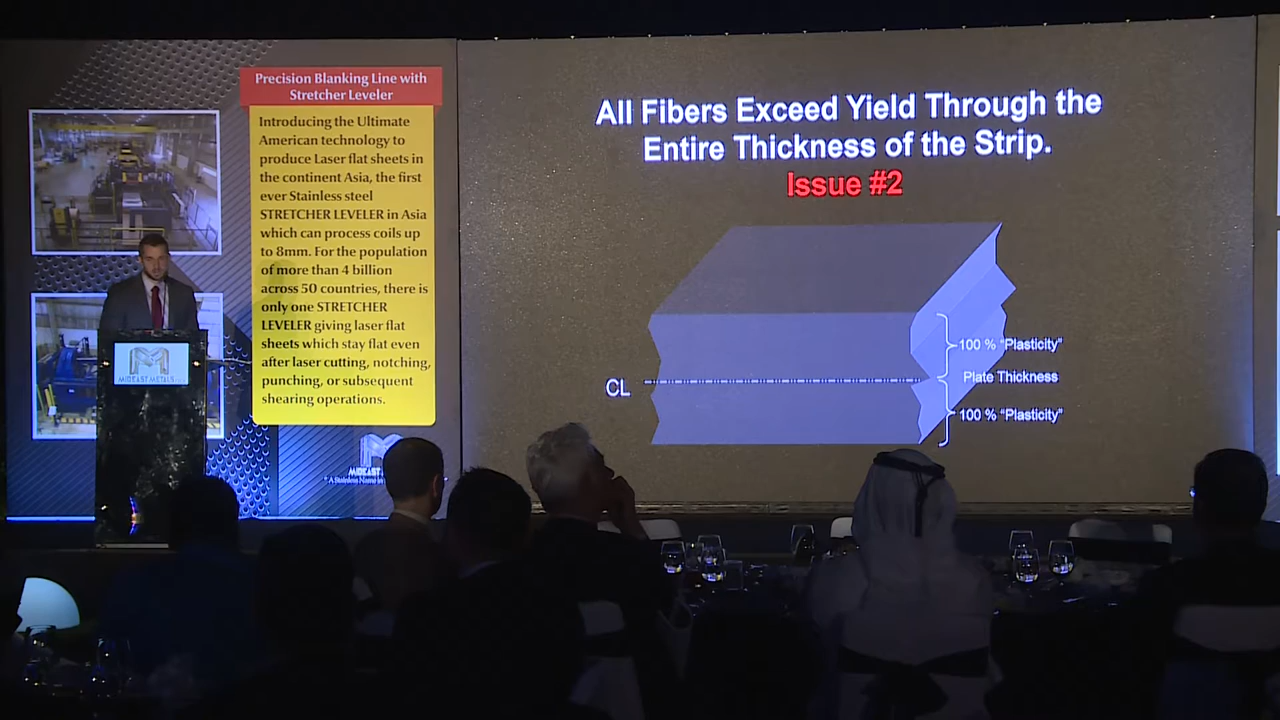 Precision Blanking Line with
Stretcher Leveler
Introducing the Ultimate
American technology to
produce Laser flat sheets in
the continent Asia, the first
ever Stainless steel
STRETCHER LEVELER in Asia
which can process coils up
to 8mm. For the population
of more than 4 billion
across 50 countries, there is
only one STRETCHER
LEVELER giving laser flat
sheets which stay flat even
after laser cutting, notching,
punching, or subsequent
shearing operations.
MIDEAST
* A Stainless Name in
MIDEAST METALS
All Fibers Exceed Yield Through the
Entire Thickness of the Strip.
Issue #2
100 % "Plasticity"
Plate Thickness
CL
100 % "Plasticity"